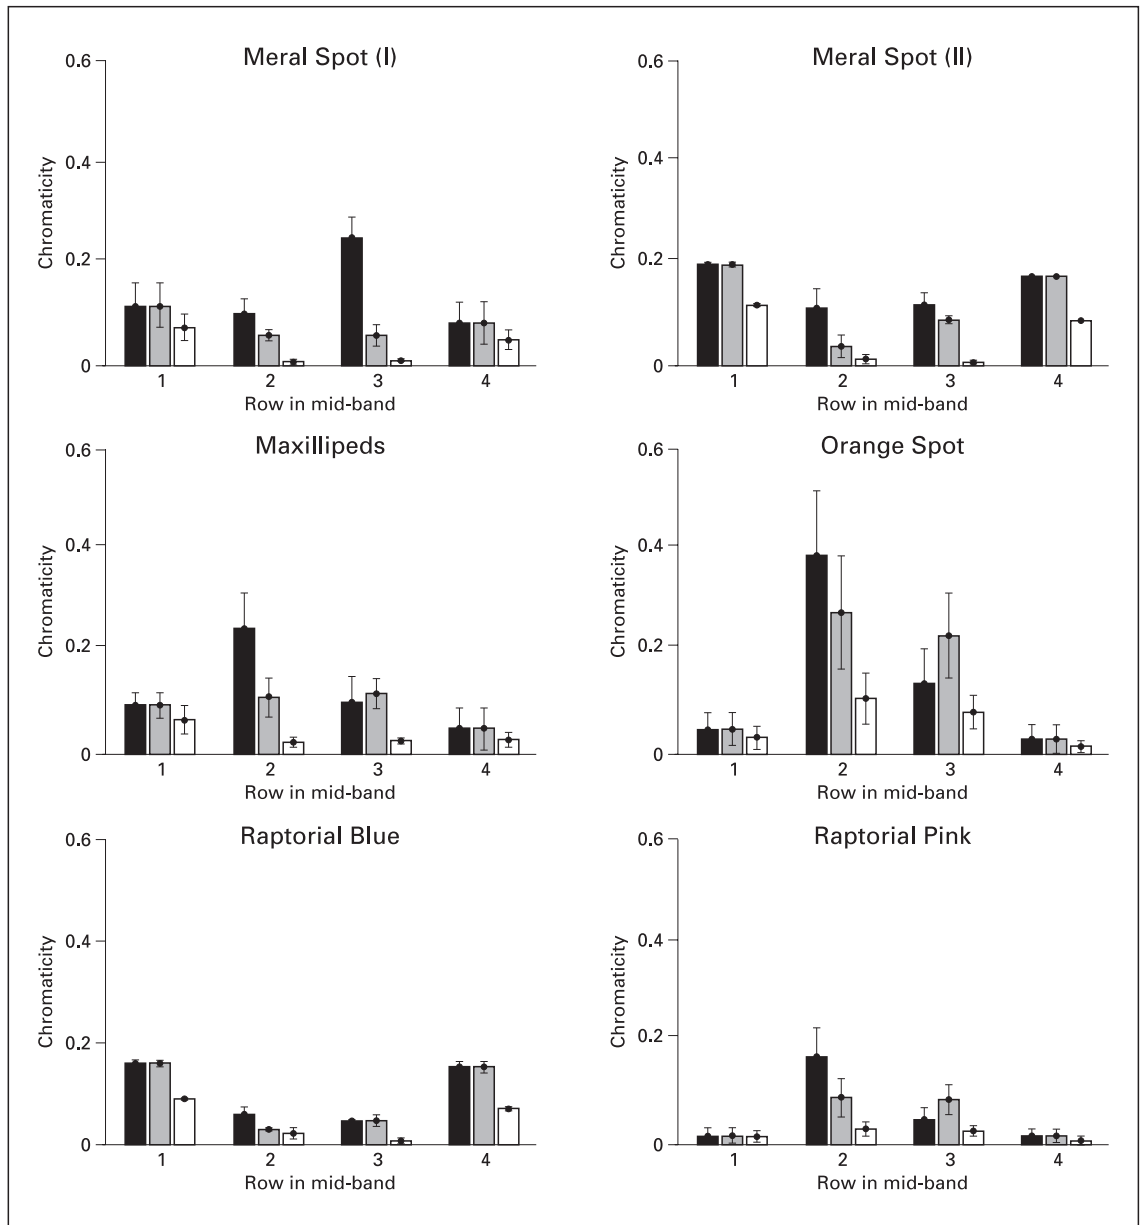 Meral Spot (I)
0.6
0.4
0.2
0
Chromaticity
1 2 3 4
Row in mid-band
Meral Spot (II)
0.6
0.4
0.2
0
Chromaticity
1 2 3 4
Row in mid-band
Maxillipeds
0.6
0.4
0.2
0
Chromaticity
1 2 3 4
Row in mid-band
Orange Spot
0.6
0.4
0.2
0
Chromaticity
1 2 3 4
Row in mid-band
Raptorial Blue
0.6
0.4
0.2
0
Chromaticity
1 2 3 4
Row in mid-band
Raptorial Pink
0.6
0.4
0.2
0
Chromaticity
1 2 3 4
Row in mid-band